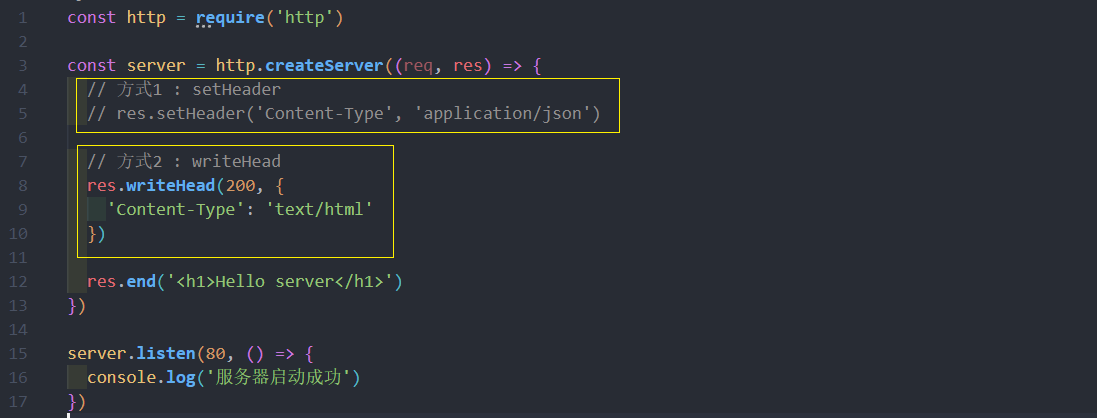 1 const http = require('http')
2
3 const server = http.createServer((req, res) => {
4 // 方式1 : setHeader
5 // res.setHeader('Content-Type', 'application/json')
6
7 // 方式2 : writeHead
8 res.writeHead(200, {
9 'Content-Type': 'text/html'
10 })
11
12 res.end('<h1>Hello server</h1>')
13 })
14
15 server.listen(80, () => {
16 console.log('服务器启动成功')
17 })